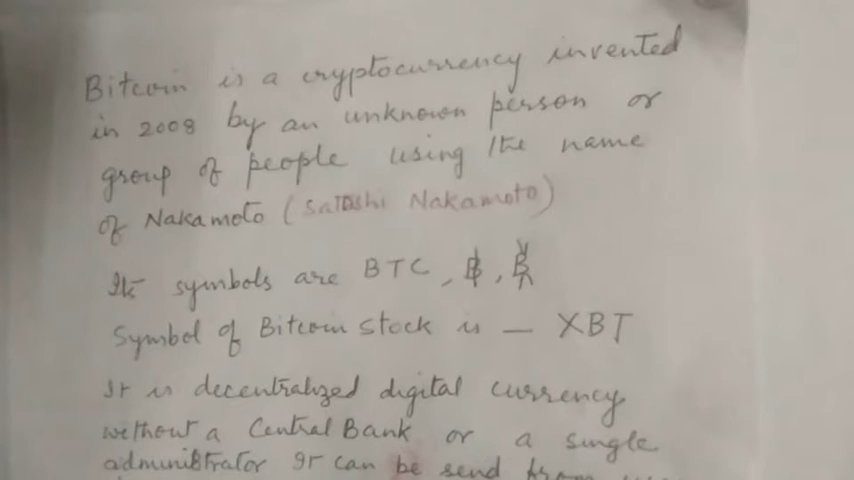 Bitcoin is a cryptocurrency invented
in 2008 by an unknown person or
group of people using the name
of Nakamoto (Satoshi Nakamoto)
Its symbols are BTC, ฿, ₿
Symbol of Bitcoin stock is — XBT
It is decentralized digital currency
without a Central Bank or a single
administrator It can be send from